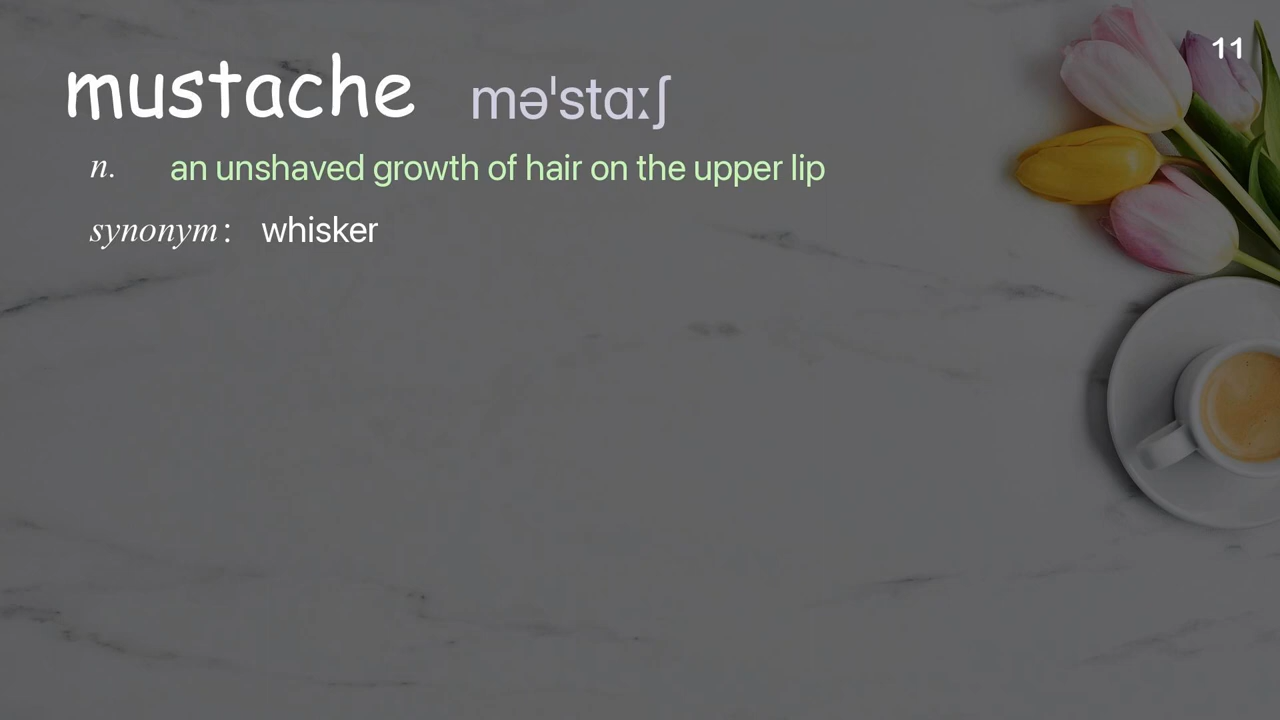 mustache məˈstɑːʃ
11
n. an unshaved growth of hair on the upper lip
synonym: whisker